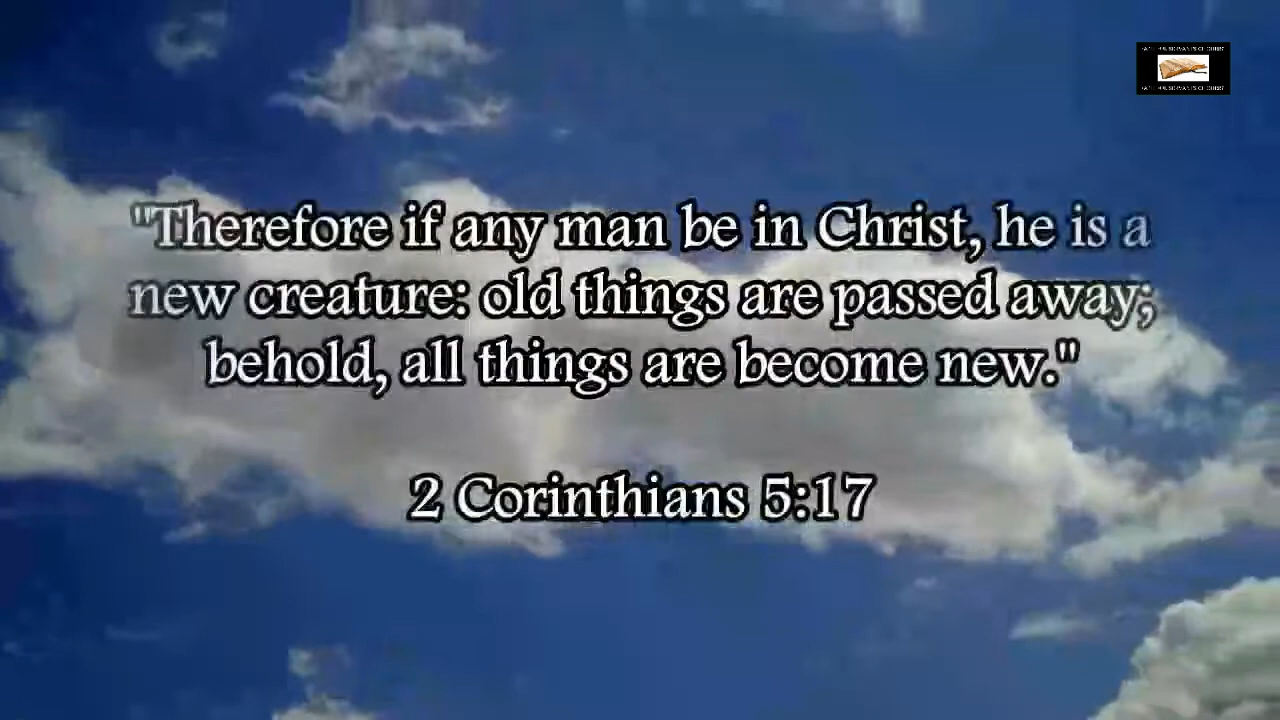 "Therefore if any man be in Christ, he is a
new creature: old things are passed away;
behold, all things are become new."
2 Corinthians 5:17